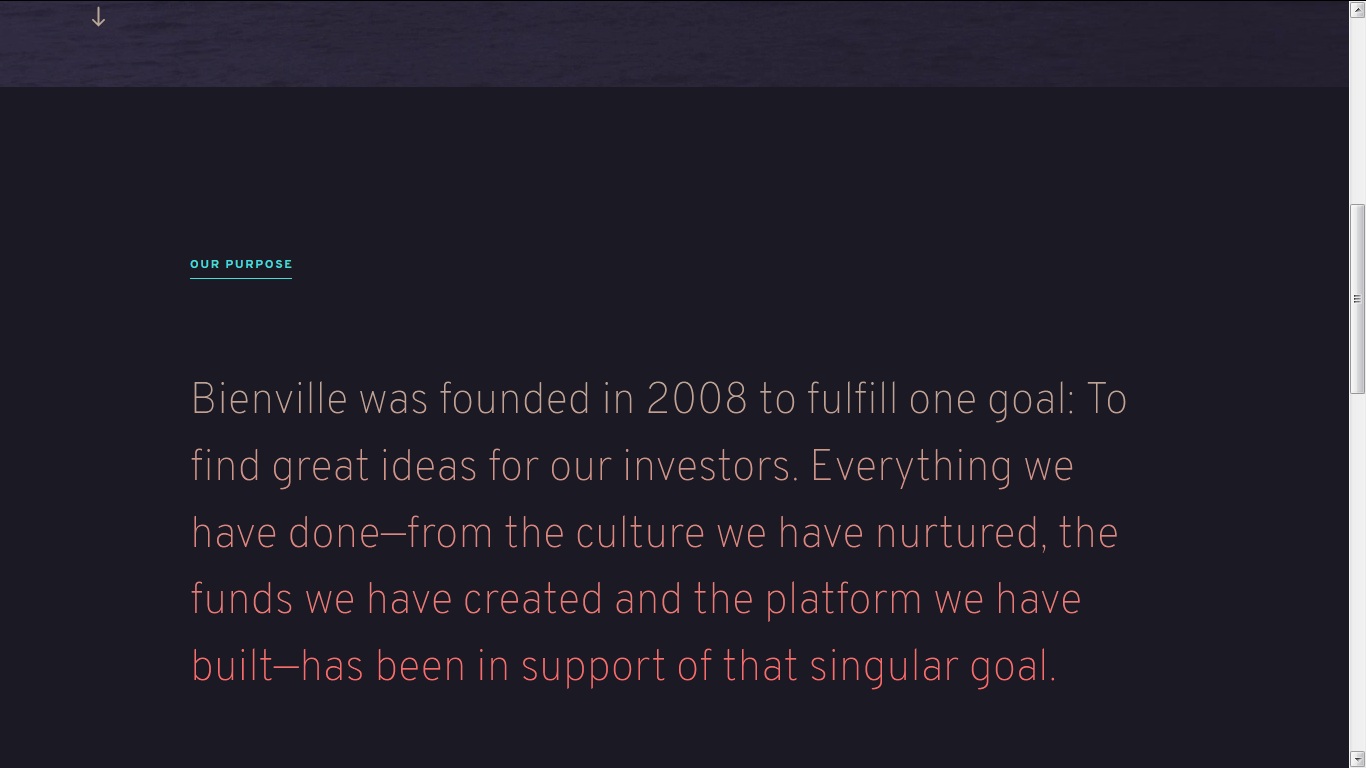 OUR PURPOSE
Bienville was founded in 2008 to fulfill one goal: To
find great ideas for our investors. Everything we
have done—from the culture we have nurtured, the
funds we have created and the platform we have
built—has been in support of that singular goal.